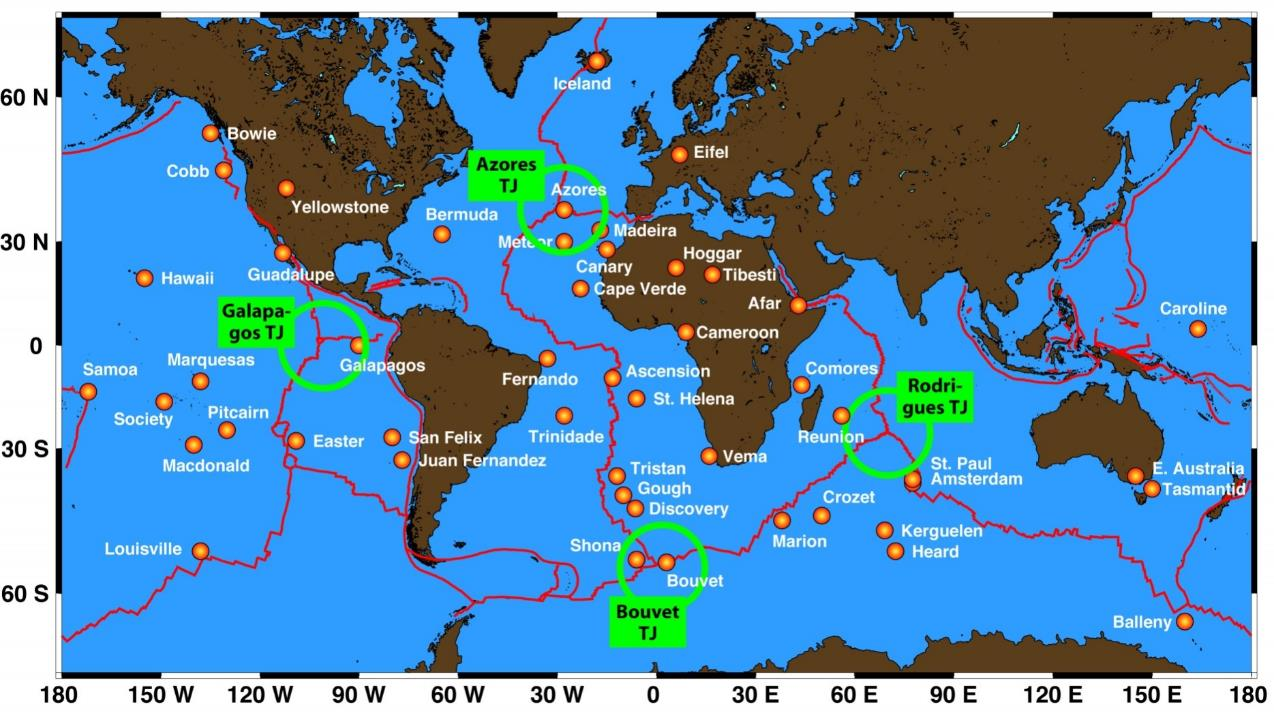 60 N
30 N
0
30 S
60 S
Iceland
Bowie
Eifel
Cobb
Azores
TJ
Azores
Yellowstone
Bermuda
Meteor
Madeira
Guadalupe
Hawaii
Canary
Hoggar
Tibesti
Cape Verde
Afar
Galapa-
gos TJ
Caroline
Cameroon
Marquesas
Galapagos
Samoa
Fernando
Ascension
Comores
Rodri-
gues TJ
Society
Pitcairn
St. Helena
Trinidade
Reunion
Macdonald
Easter
San Felix
Juan Fernandez
Vema
Tristan
Gough
Discovery
St. Paul
Amsterdam
E. Australia
Tasmantid
Crozet
Marion
Kerguelen
Heard
Louisville
Shona
Bouvet
Bouvet
TJ
Balleny
180
150 W
120 W
90 W
60 W
30 W
0
30 E
60 E
90 E
120 E
150 E
180